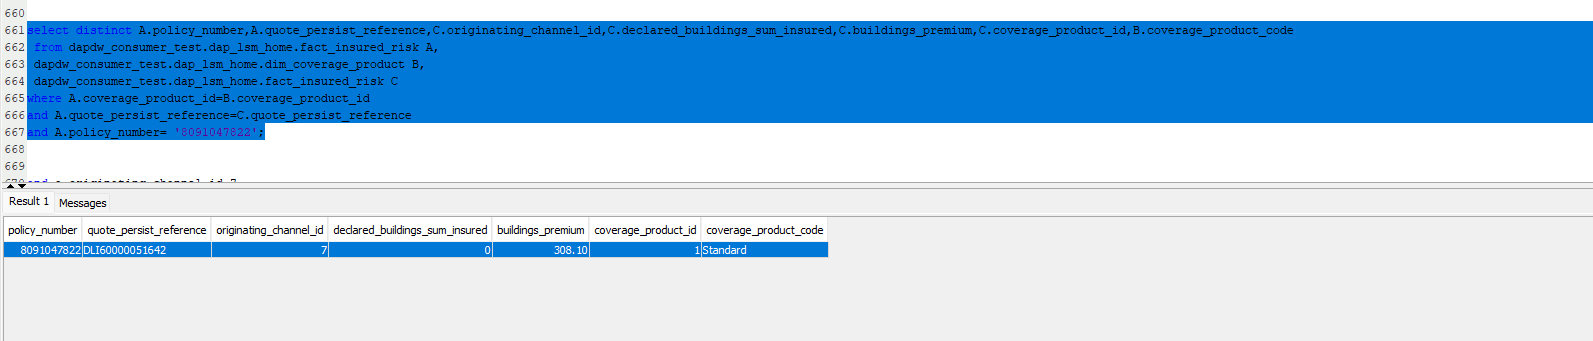 660
661 select distinct A.policy_number,A.quote_persist_reference,C.originating_channel_id,C.declared_buildings_sum_insured,C.buildings_premium,C.coverage_product_id,B.coverage_product_code
662 from dapdw_consumer_test.dap_lsm_home.fact_insured_risk A,
663 dapdw_consumer_test.dap_lsm_home.dim_coverage_product B,
664 dapdw_consumer_test.dap_lsm_home.fact_insured_risk C
665 where A.coverage_product_id=B.coverage_product_id
666 and A.quote_persist_reference=C.quote_persist_reference
667 and A.policy_number= '8091047822';
668
669
Result 1 Messages
policy_number quote_persist_reference originating_channel_id declared_buildings_sum_insured buildings_premium coverage_product_id coverage_product_code
8091047822 DLI60000051642 7 0 308.10 1 Standard